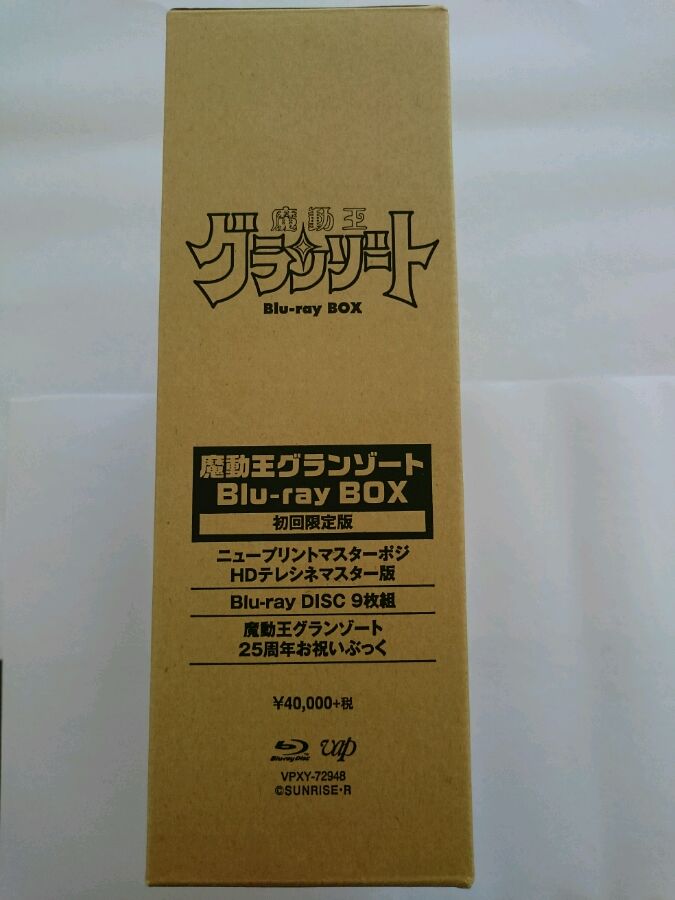 魔動王
グランゾート
Blu-ray BOX
魔動王グランゾート
Blu-ray BOX
初回限定版
ニュープリントマスターポジ
HDテレシネマスター版
Blu-ray DISC 9枚組
魔動王グランゾート
25周年お祝いぶっく
¥40,000+税
Blu-ray Disc vap
VPXY-72948
©SUNRISE・R